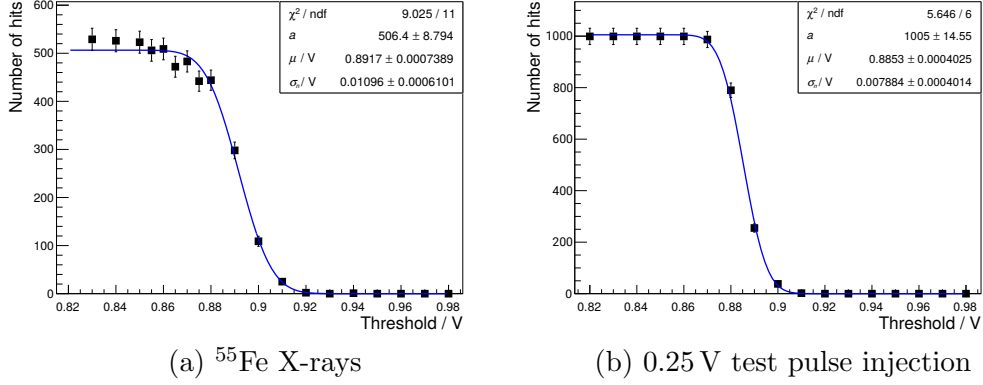 χ² / ndf 9.025 / 11
a 506.4 ± 8.794
μ / V 0.8917 ± 0.0007389
σₙ / V 0.01096 ± 0.0006101
Number of hits
600
500
400
300
200
100
0
0.82 0.84 0.86 0.88 0.9 0.92 0.94 0.96 0.98
Threshold / V
(a) ⁵⁵Fe X-rays
χ² / ndf 5.646 / 6
a 1005 ± 14.55
μ / V 0.8853 ± 0.0004025
σₙ / V 0.007884 ± 0.0004014
Number of hits
1000
800
600
400
200
0
0.82 0.84 0.86 0.88 0.9 0.92 0.94 0.96 0.98
Threshold / V
(b) 0.25 V test pulse injection